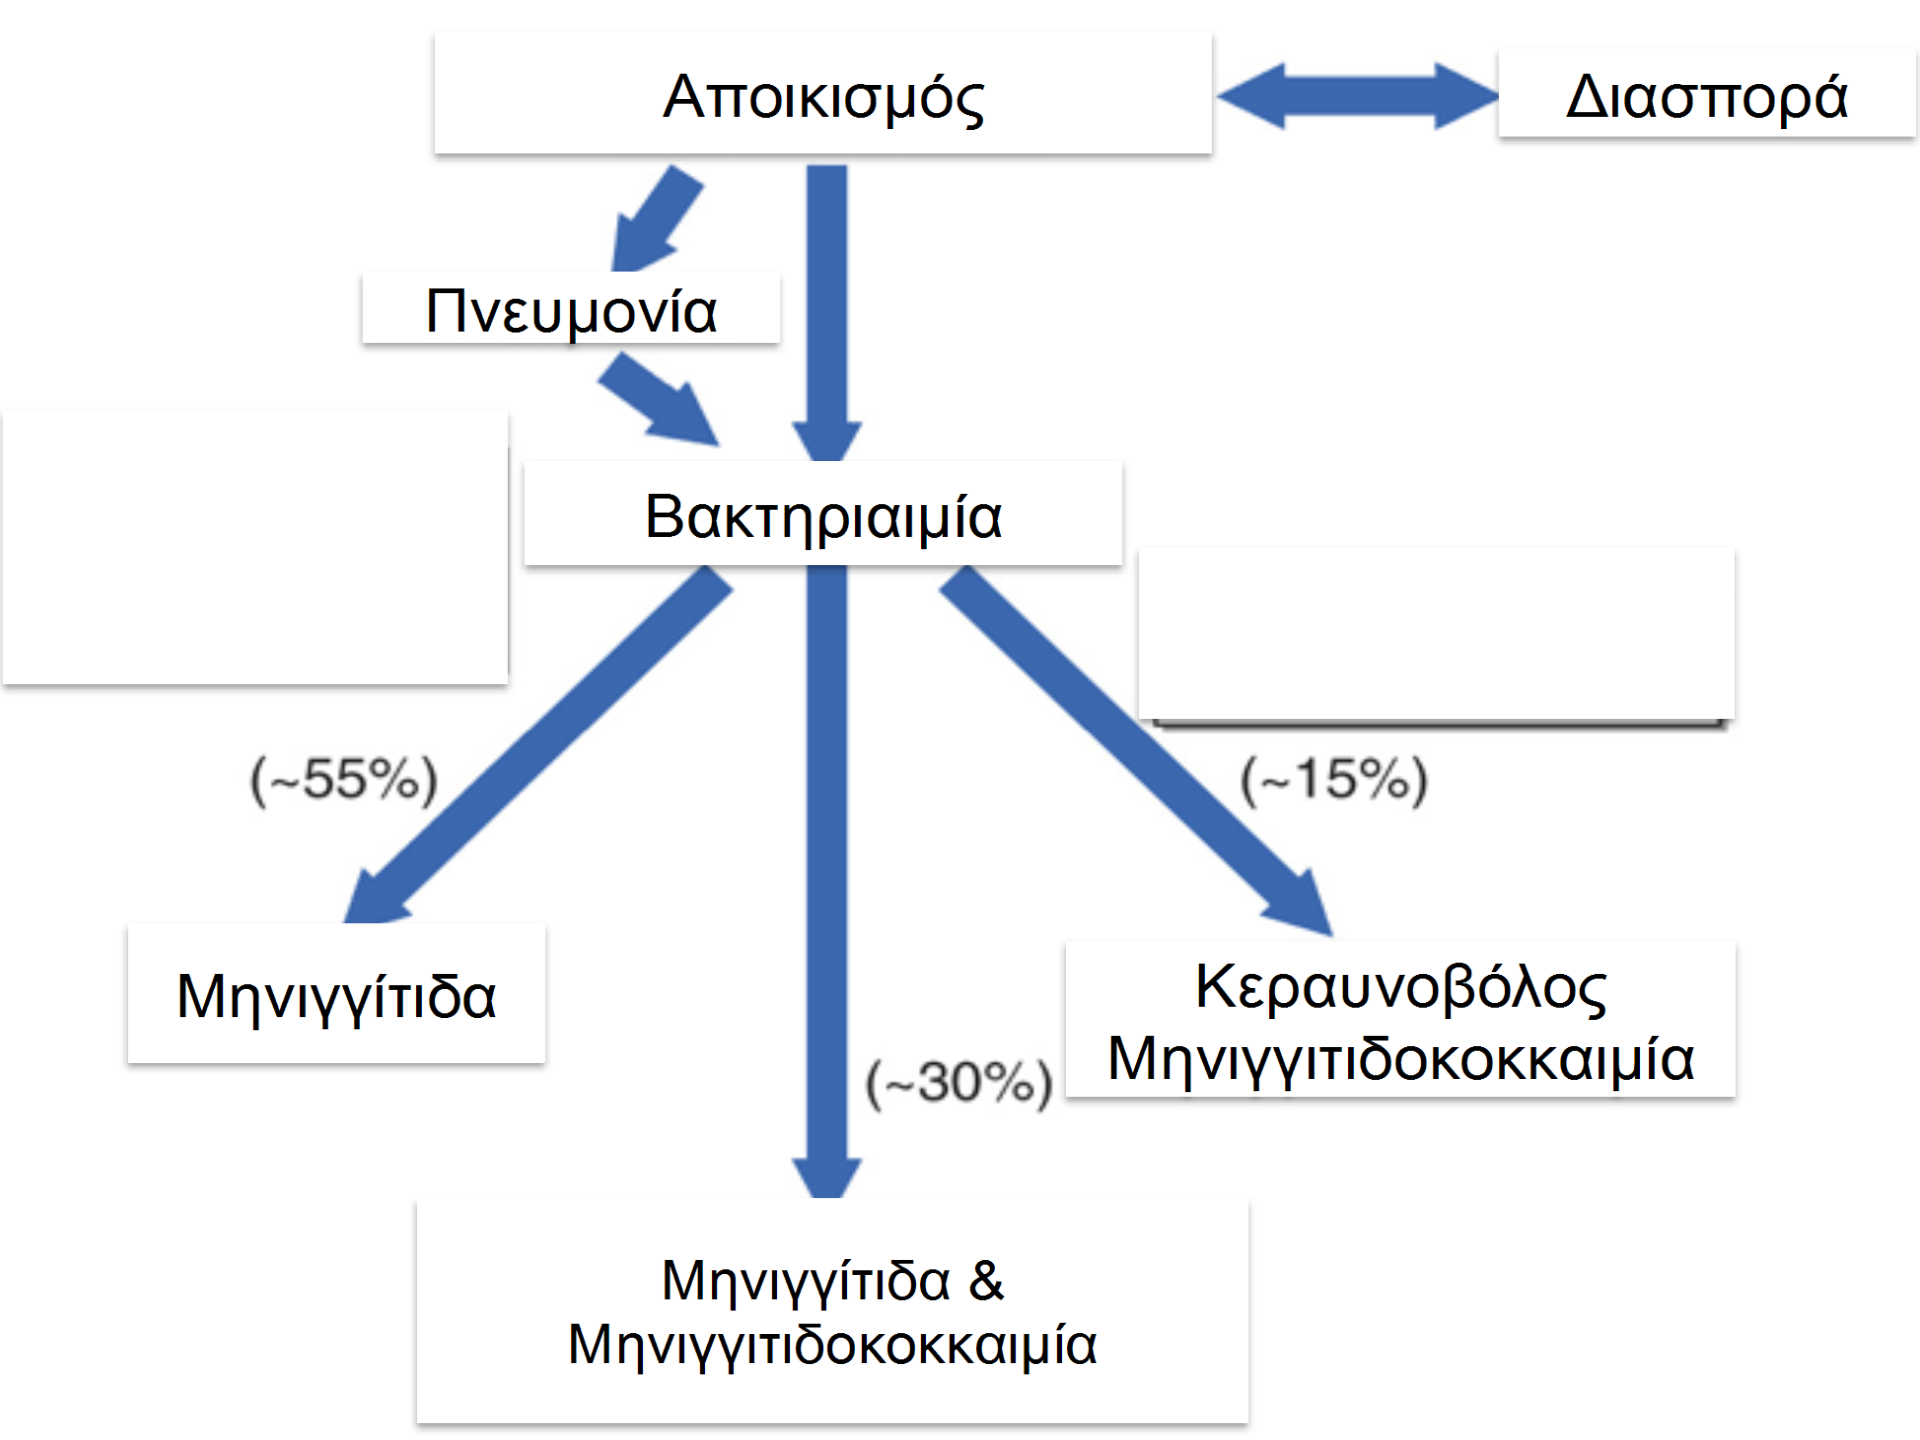 Αποικισμός
Διασπορά
Πνευμονία
Βακτηριαιμία
(~55%)
(~15%)
Μηνιγγίτιδα
Κεραυνοβόλος
Μηνιγγιτιδοκοκκαιμία
(~30%)
Μηνιγγίτιδα &
Μηνιγγιτιδοκοκκαιμία